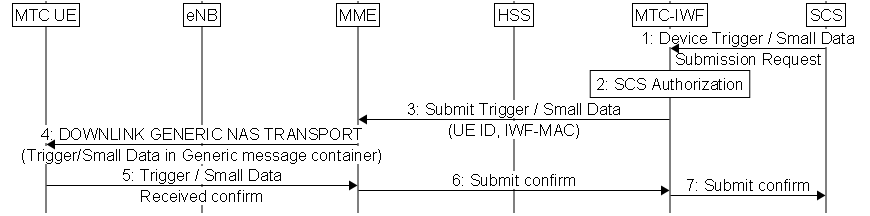 MTC UE eNB MME HSS MTC-IWF SCS
1: Device Trigger / Small Data
Submission Request
2: SCS Authorization
3: Submit Trigger / Small Data
(UE ID, IWF-MAC)
4: DOWNLINK GENERIC NAS TRANSPORT
(Trigger/Small Data in Generic message container)
5: Trigger / Small Data
Received confirm
6: Submit confirm
7: Submit confirm